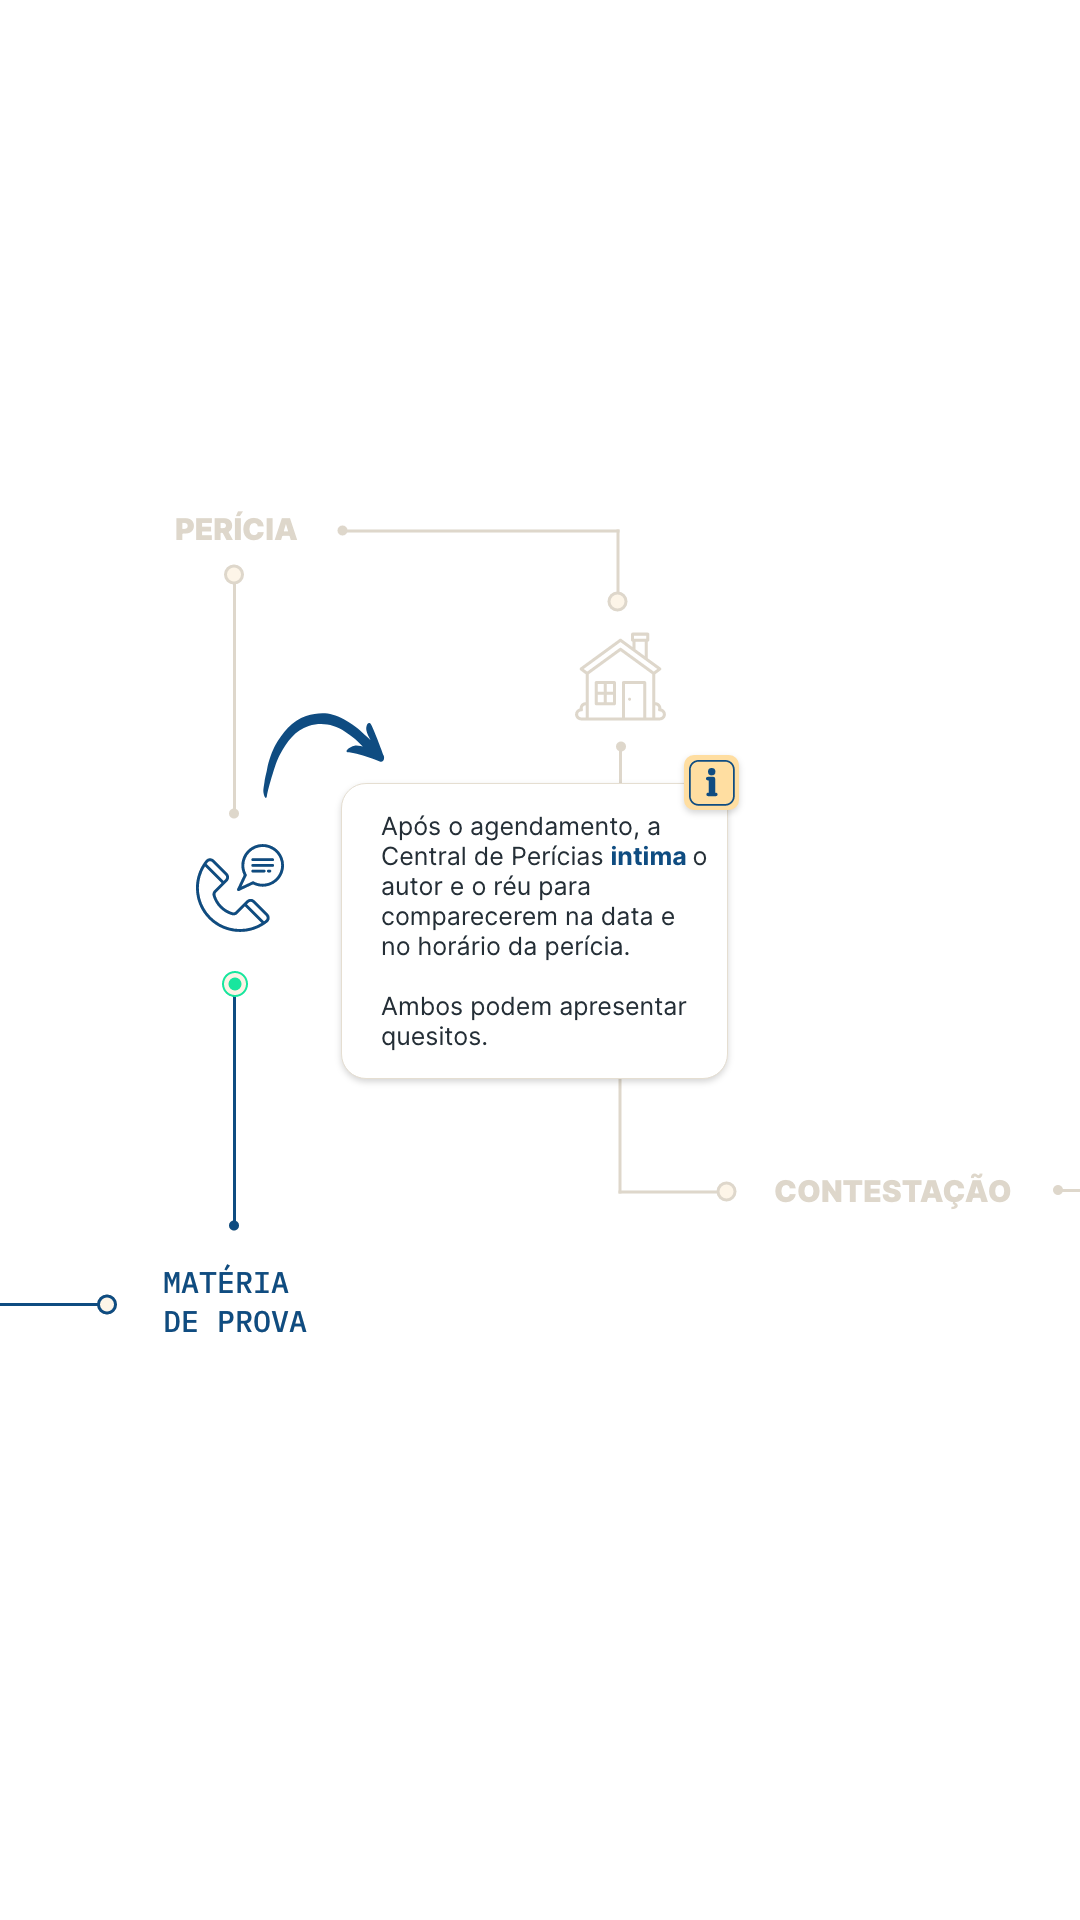 PERÍCIA
Após o agendamento, a
Central de Perícias intima o
autor e o réu para
comparecerem na data e
no horário da perícia.
Ambos podem apresentar
quesitos.
CONTESTAÇÃO
MATÉRIA
DE PROVA